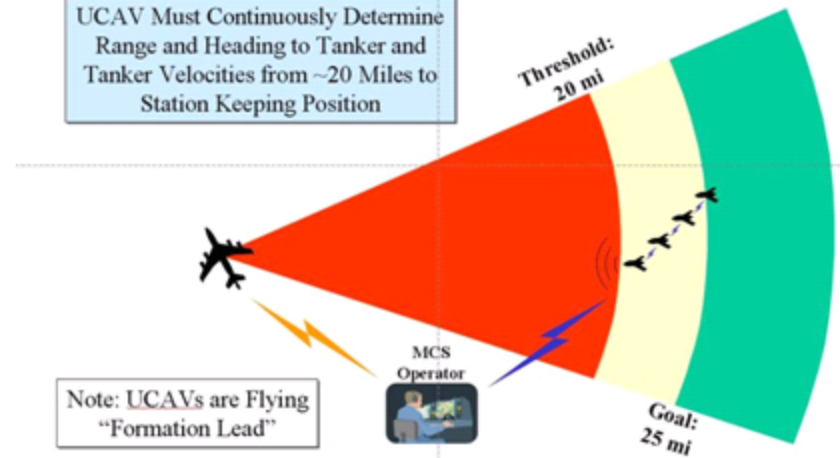 UCAV Must Continuously Determine
Range and Heading to Tanker and
Tanker Velocities from ~20 Miles to
Station Keeping Position
Threshold:
20 mi
MCS
Operator
Note: UCAVs are Flying
“Formation Lead”
Goal:
25 mi